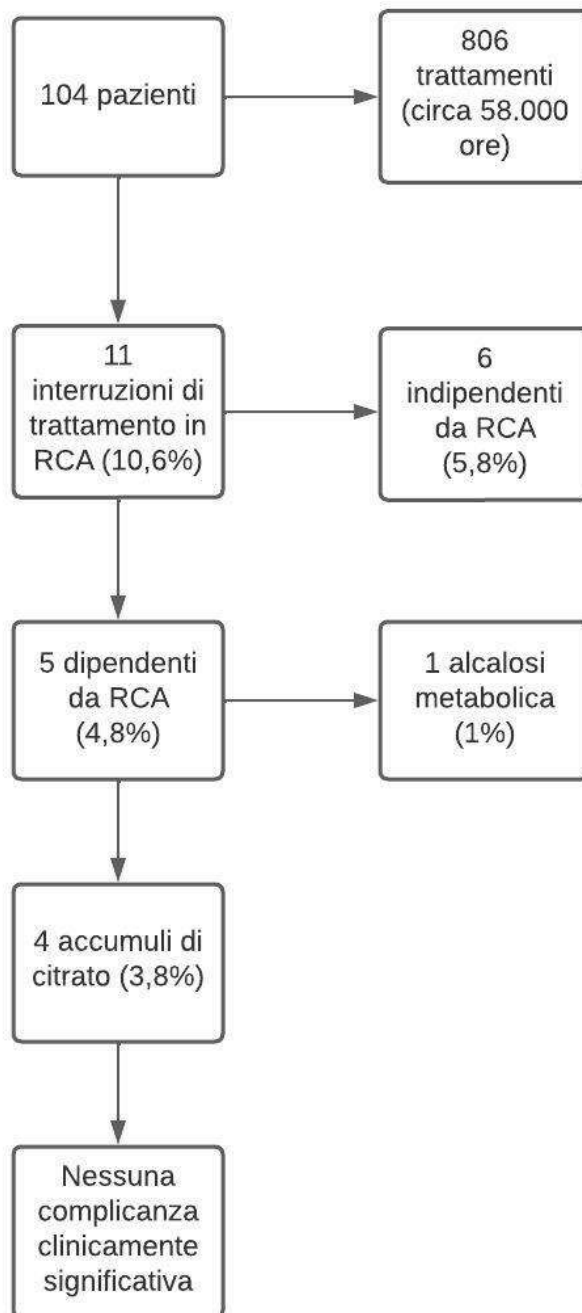 104 pazienti
806
trattamenti
(circa 58.000
ore)
11
interruzioni di
trattamento in
RCA (10,6%)
6
indipendenti
da RCA
(5,8%)
5 dipendenti
da RCA
(4,8%)
1 alcalosi
metabolica
(1%)
4 accumuli di
citrato (3,8%)
Nessuna
complicanza
clinicamente
significativa